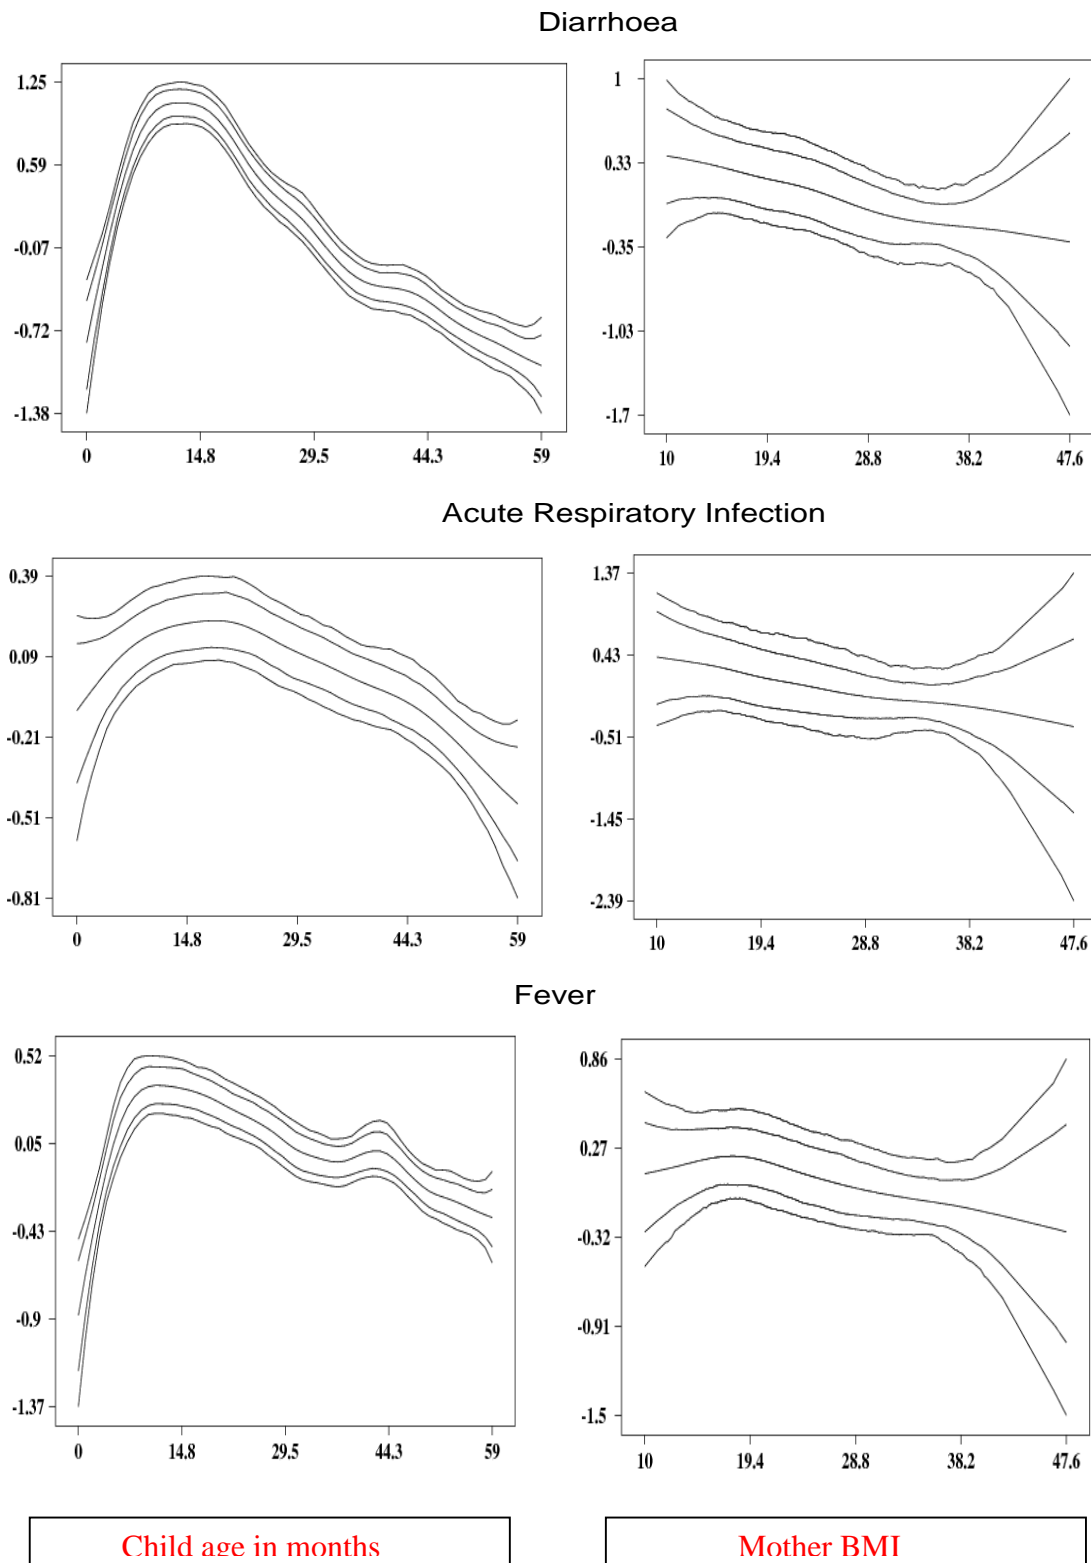 Diarrhoea
1.25
0.59
-0.07
-0.72
-1.38
0 14.8 29.5 44.3 59
1
0.33
-0.35
-1.03
-1.7
10 19.4 28.8 38.2 47.6
Acute Respiratory Infection
0.39
0.09
-0.21
-0.51
-0.81
0 14.8 29.5 44.3 59
1.37
0.43
-0.51
-1.45
-2.39
10 19.4 28.8 38.2 47.6
Fever
0.52
0.05
-0.43
-0.9
-1.37
0 14.8 29.5 44.3 59
0.86
0.27
-0.32
-0.91
-1.5
10 19.4 28.8 38.2 47.6
Child age in months
Mother BMI